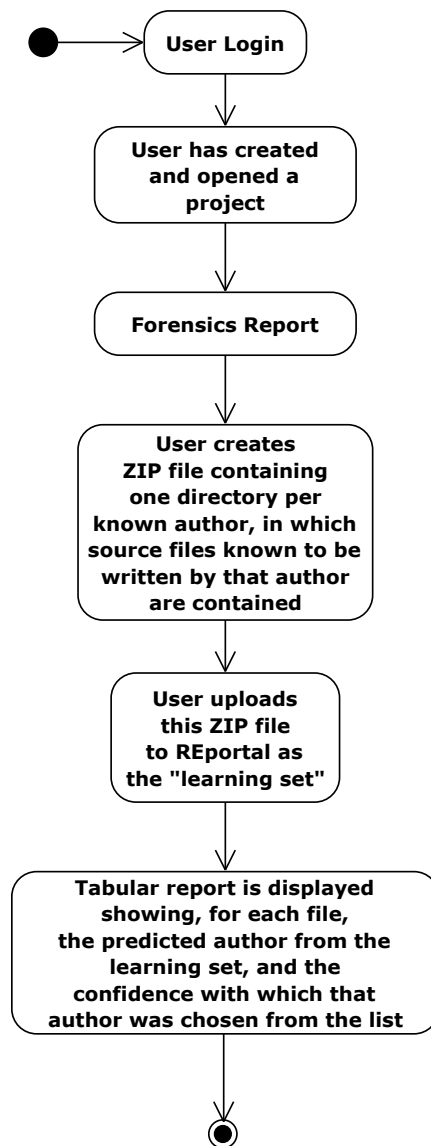 User Login
User has created
and opened a
project
Forensics Report
User creates
ZIP file containing
one directory per
known author, in which
source files known to be
written by that author
are contained
User uploads
this ZIP file
to REportal as
the "learning set"
Tabular report is displayed
showing, for each file,
the predicted author from the
learning set, and the
confidence with which that
author was chosen from the list